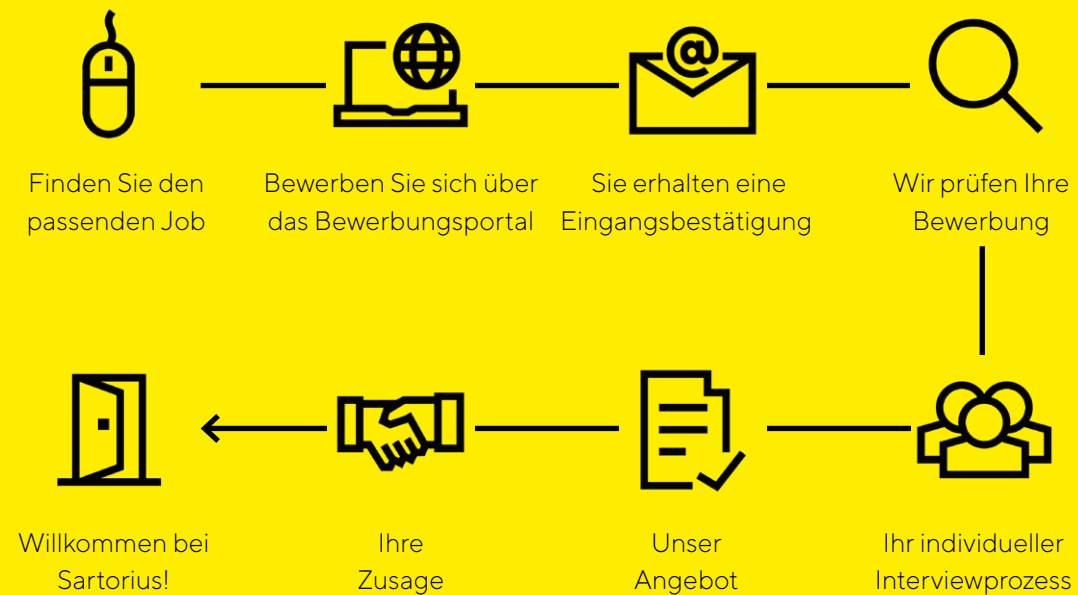 Finden Sie den
passenden Job
Bewerben Sie sich über
das Bewerbungsportal
Sie erhalten eine
Eingangsbestätigung
Wir prüfen Ihre
Bewerbung
@
Willkommen bei
Sartorius!
Ihre
Zusage
Unser
Angebot
Ihr individueller
Interviewprozess